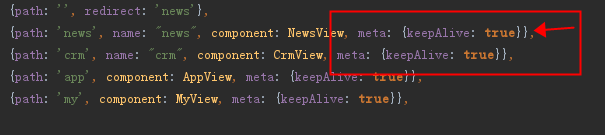 {path: '', redirect: 'news'},
{path: 'news', name: "news", component: NewsView, meta: {keepAlive: true}},
{path: 'crm', name: "crm", component: CrmView, meta: {keepAlive: true}},
{path: 'app', component: AppView, meta: {keepAlive: true}},
{path: 'my', component: MyView, meta: {keepAlive: true}},